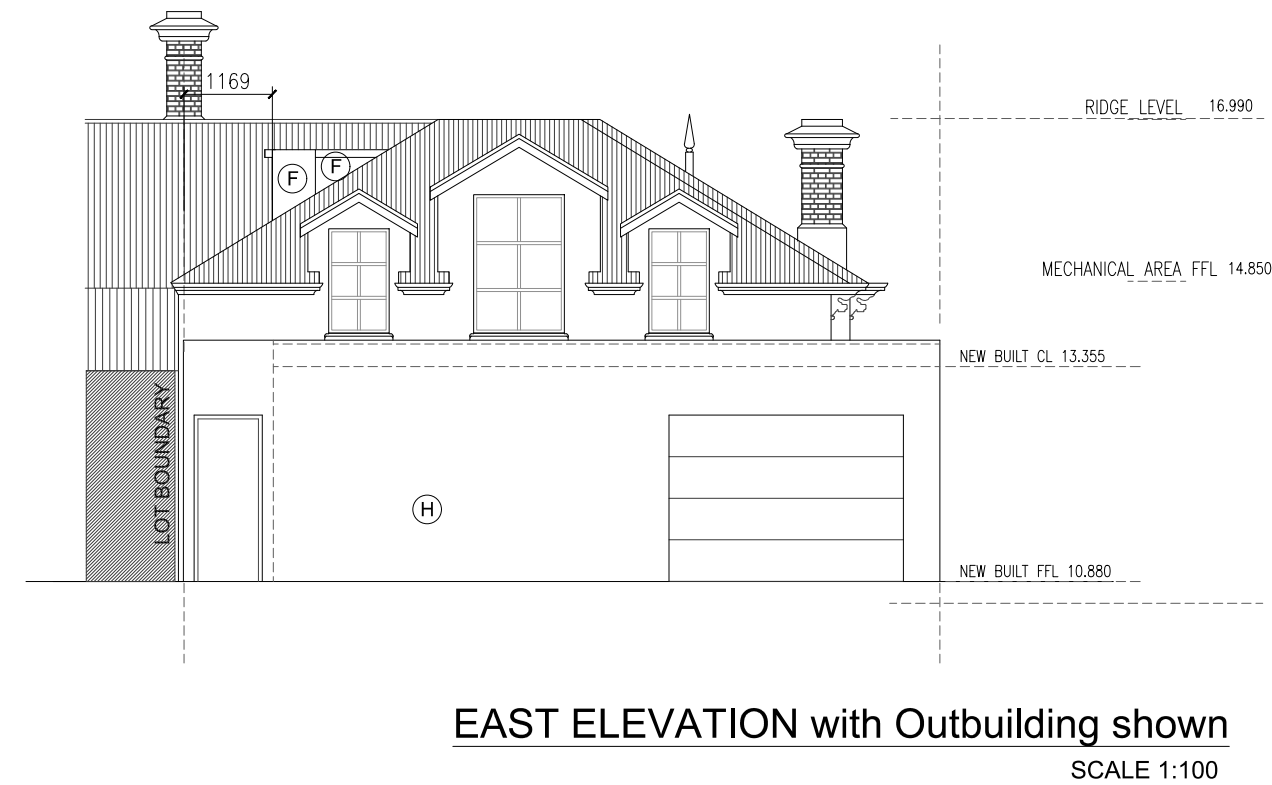 1169
RIDGE LEVEL 16.990
F
F
MECHANICAL AREA FFL 14.850
NEW BUILT CL 13.355
LOT BOUNDARY
H
NEW BUILT FFL 10.880
EAST ELEVATION with Outbuilding shown
SCALE 1:100